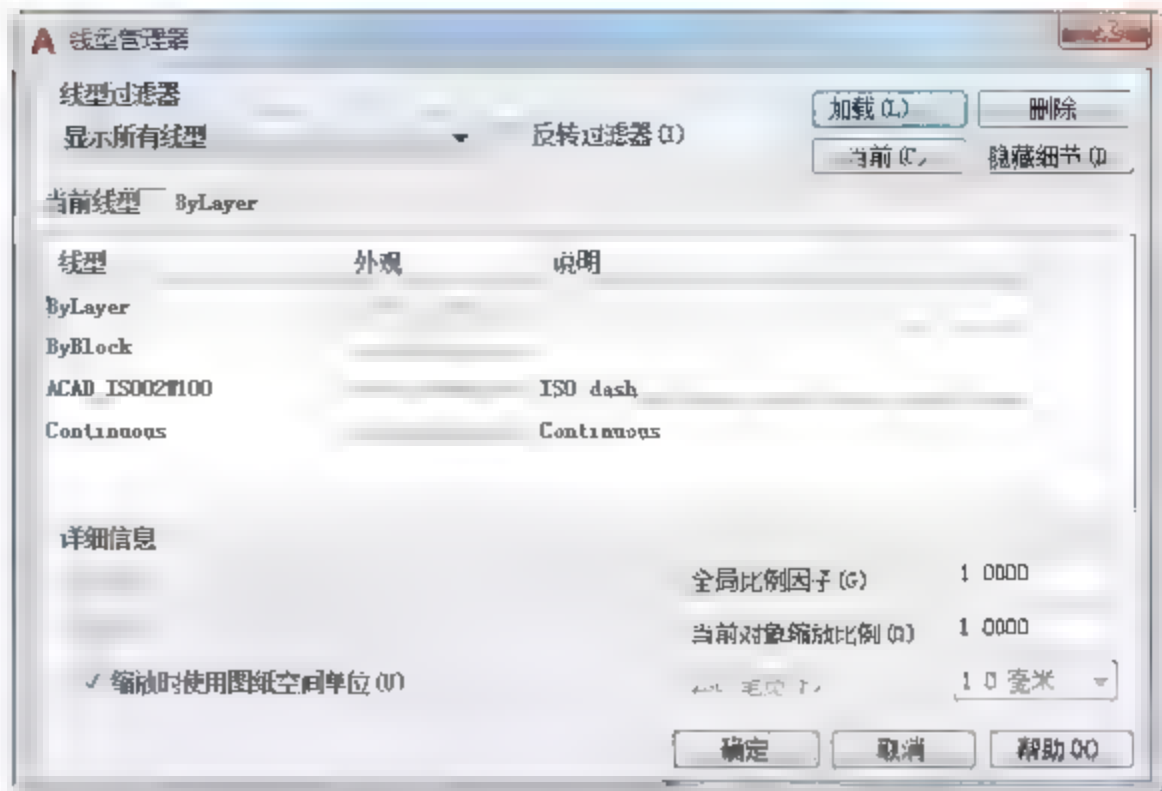 线型管理器
线型过滤器
显示所有线型
反转过滤器(I)
加载(L)
删除
当前(C)
隐藏细节(D)
当前线型 ByLayer
线型 外观 说明
ByLayer
ByBlock
ACAD_ISO02W100 ISO dash
Continuous Continuous
详细信息
全局比例因子(G) 1 0000
当前对象缩放比例(O) 1 0000
✓ 缩放时使用图纸空间单位(U)
1 0 毫米
确定 取消 帮助(H)